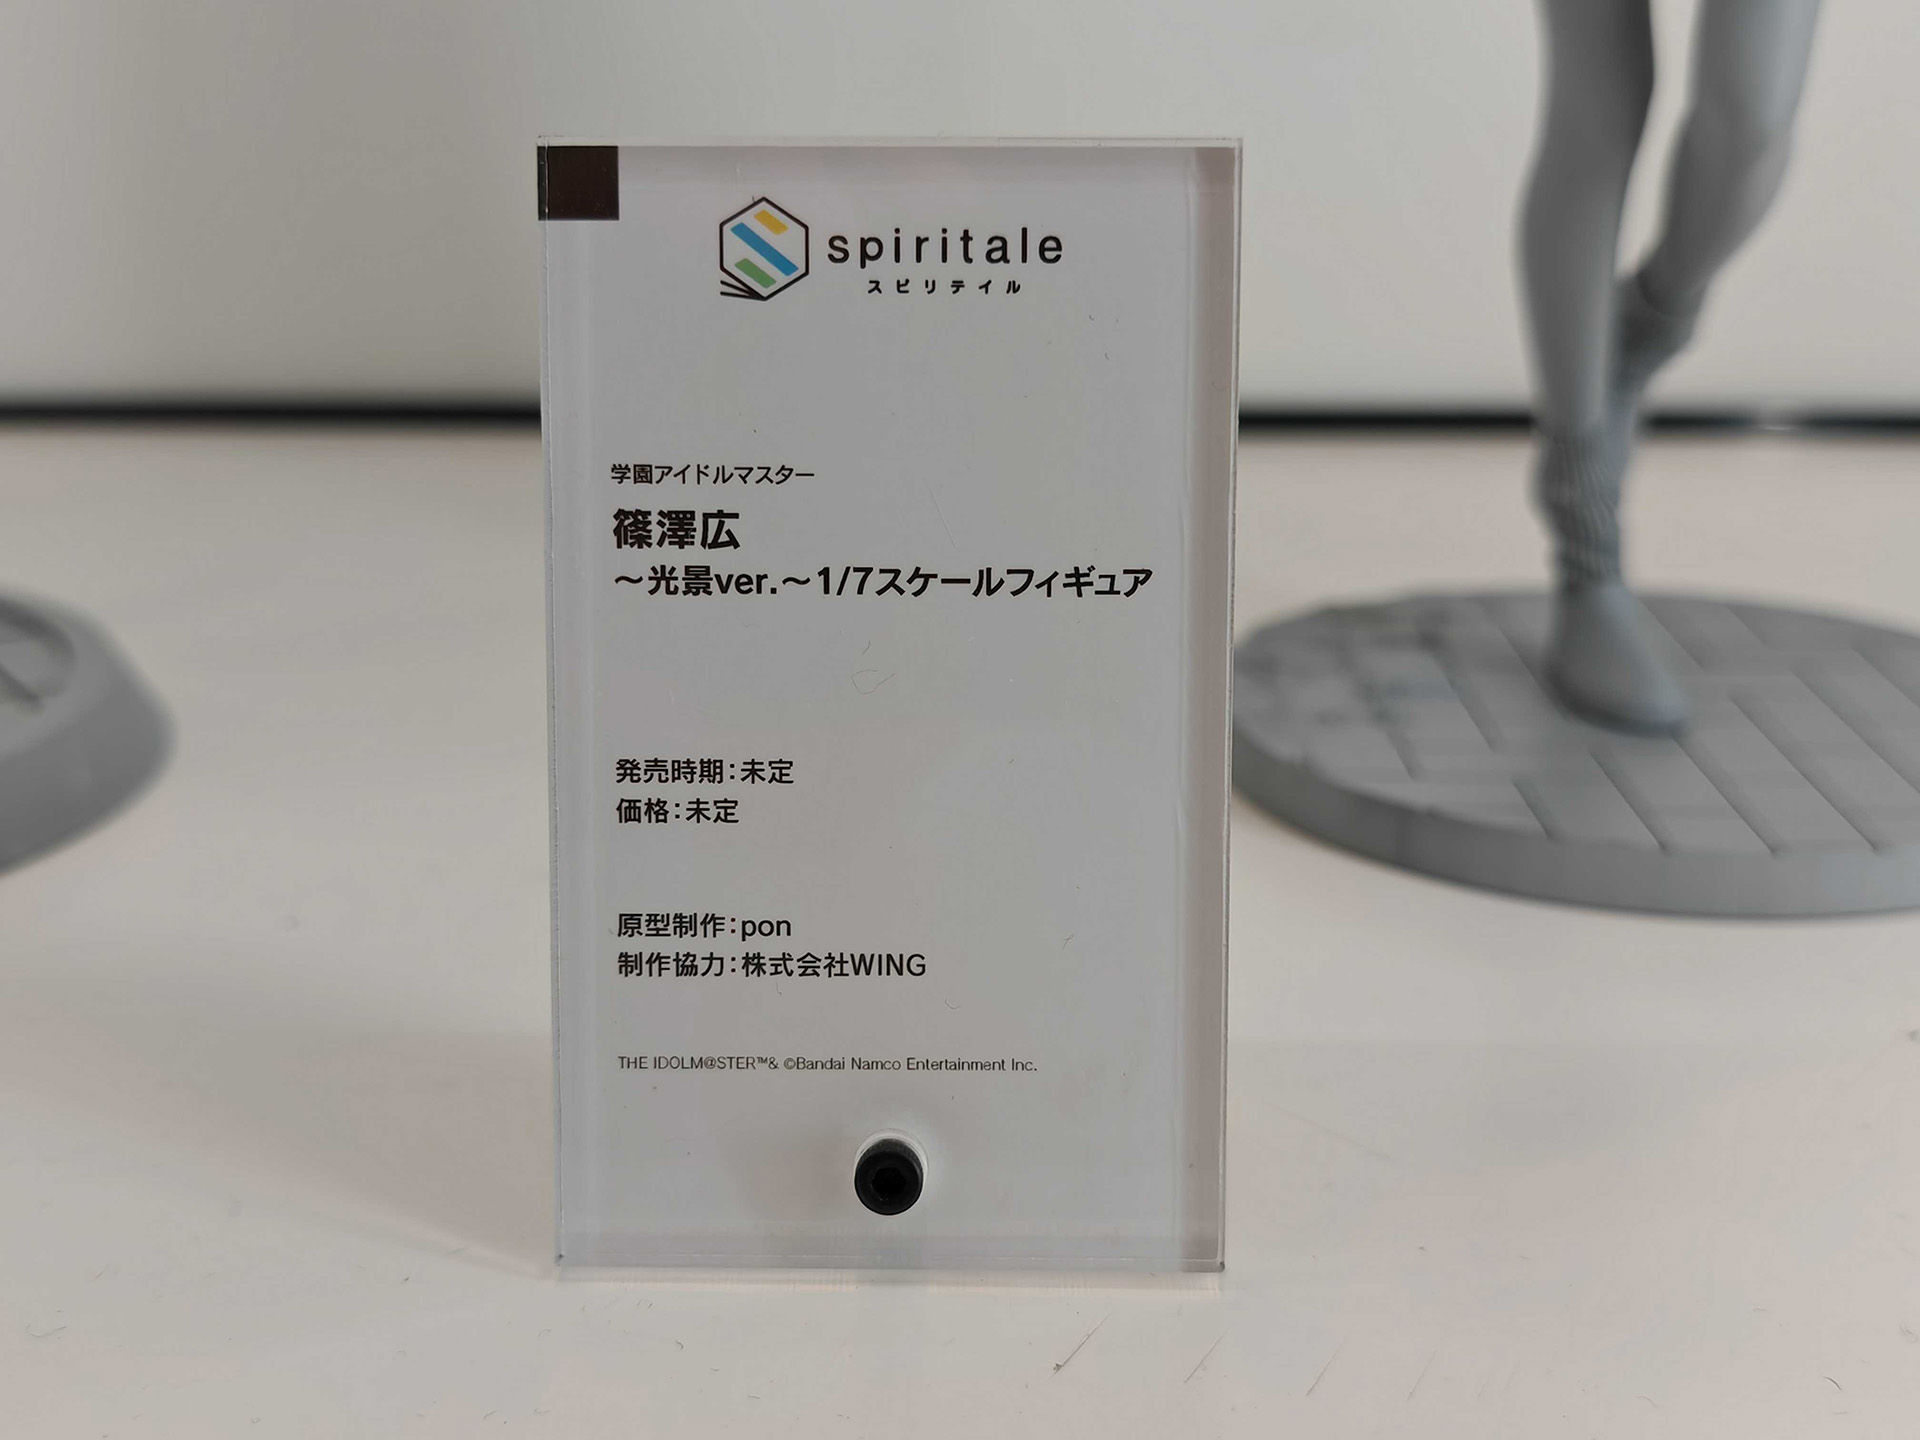 spiritale
スピリテイル
学園アイドルマスター
篠澤広
～光景ver.～1/7スケールフィギュア
発売時期：未定
価格：未定
原型制作：pon
制作協力：株式会社WING
THE IDOLM@STER™& ©Bandai Namco Entertainment Inc.